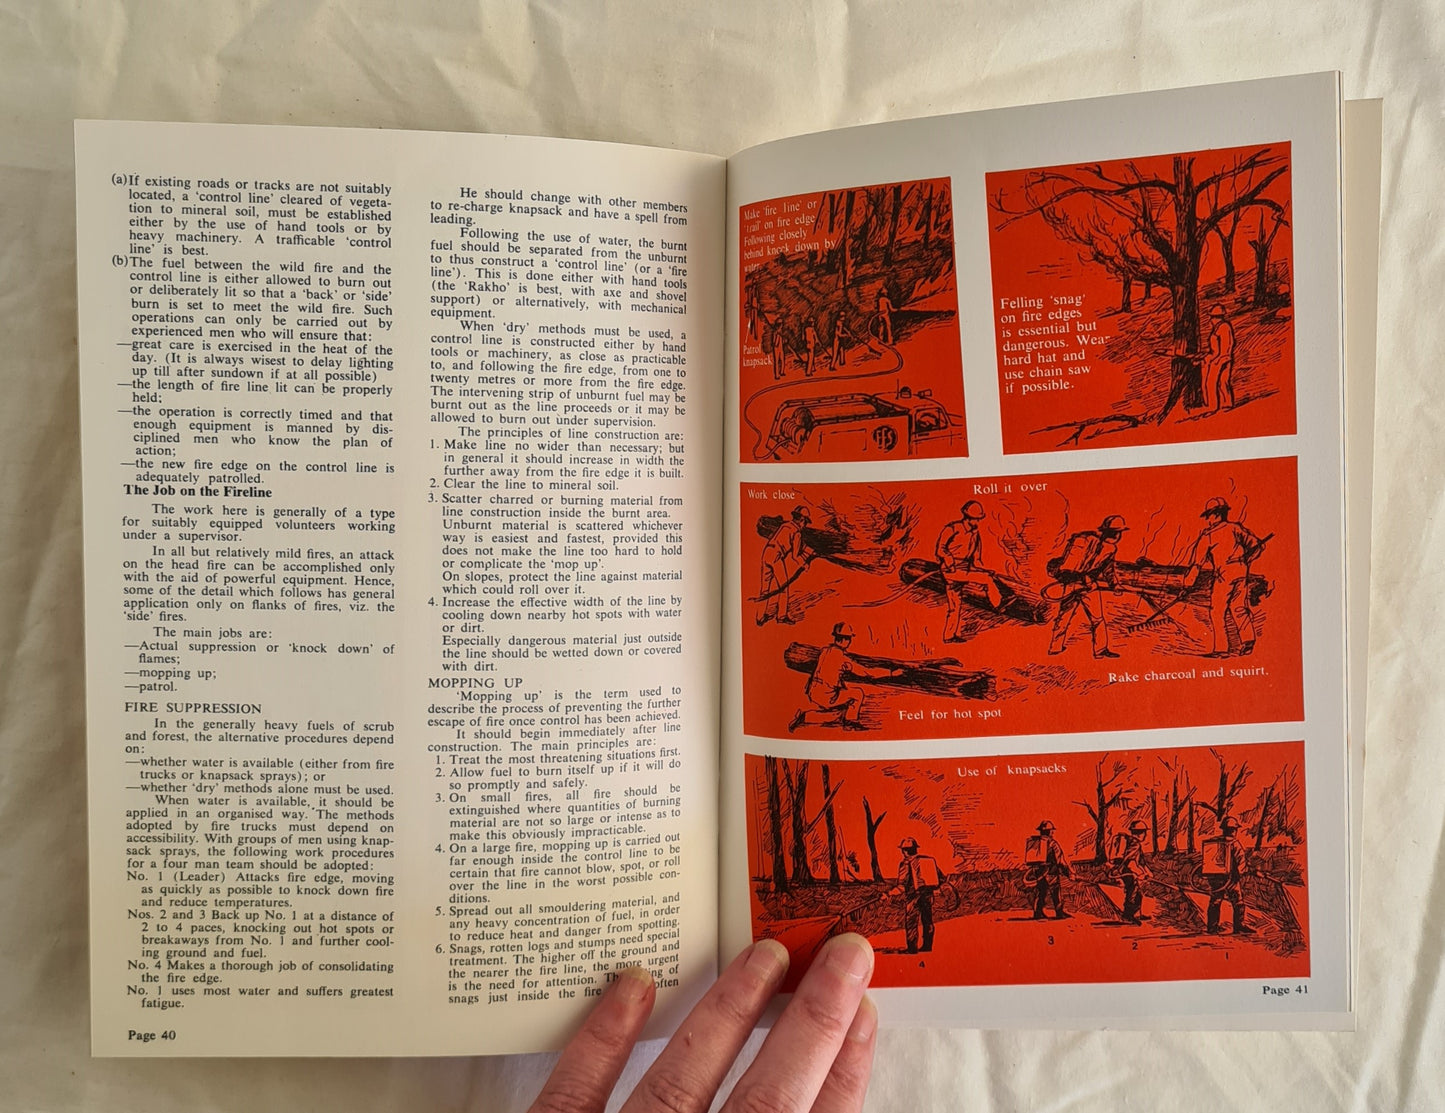 (a)If existing roads or tracks are not suitably
located, a ‘control line’ cleared of vegeta-
tion to mineral soil, must be established
either by the use of hand tools or by
heavy machinery. A trafficable ‘control
line’ is best.
(b)The fuel between the wild fire and the
control line is either allowed to burn out
or deliberately lit so that a ‘back’ or ‘side’
burn is set to meet the wild fire. Such
operations can only be carried out by
experienced men who will ensure that:
—great care is exercised in the heat of the
day. (It is always wisest to delay lighting
up till after sundown if at all possible)
—the length of fire line lit can be properly
held;
—the operation is correctly timed and that
enough equipment is manned by dis-
ciplined men who know the plan of
action;
—the new fire edge on the control line is
adequately patrolled.
The Job on the Fireline
The work here is generally of a type
for suitably equipped volunteers working
under a supervisor.
In all but relatively mild fires, an attack
on the head fire can be accomplished only
with the aid of powerful equipment. Hence,
some of the detail which follows has general
application only on flanks of fires, viz. the
‘side’ fires.
The main jobs are:
—Actual suppression or ‘knock down’ of
flames;
—mopping up;
—patrol.
FIRE SUPPRESSION
In the generally heavy fuels of scrub
and forest, the alternative procedures depend
on:
—whether water is available (either from fire
trucks or knapsack sprays); or
—whether ‘dry’ methods alone must be used.
When water is available, it should be
applied in an organised way. The methods
adopted by fire trucks must depend on
accessibility. With groups of men using knap-
sack sprays, the following work procedures
for a four man team should be adopted:
No. 1 (Leader) Attacks fire edge, moving
as quickly as possible to knock down fire
and reduce temperatures.
Nos. 2 and 3 Back up No. 1 at a distance of
2 to 4 paces, knocking out hot spots or
breakaways from No. 1 and further cool-
ing ground and fuel.
No. 4 Makes a thorough job of consolidating
the fire edge.
No. 1 uses most water and suffers greatest
fatigue.
Page 40
He should change with other members
to re-charge knapsack and have a spell from
leading.
Following the use of water, the burnt
fuel should be separated from the unburnt
to thus construct a ‘control line’ (or a ‘fire
line’). This is done either with hand tools
(the ‘Rakho’ is best, with axe and shovel
support) or alternatively, with mechanical
equipment.
When ‘dry’ methods must be used, a
control line is constructed either by hand
tools or machinery, as close as practicable
to, and following the fire edge, from one to
twenty metres or more from the fire edge.
The intervening strip of unburnt fuel may be
burnt out as the line proceeds or it may be
allowed to burn out under supervision.
The principles of line construction are:
1. Make line no wider than necessary; but
in general it should increase in width the
further away from the fire edge it is built.
2. Clear the line to mineral soil.
3. Scatter charred or burning material from
line construction inside the burnt area.
Unburnt material is scattered whichever
way is easiest and fastest, provided this
does not make the line too hard to hold
or complicate the ‘mop up’.
On slopes, protect the line against material
which could roll over it.
4. Increase the effective width of the line by
cooling down nearby hot spots with water
or dirt.
Especially dangerous material just outside
the line should be wetted down or covered
with dirt.
MOPPING UP
‘Mopping up’ is the term used to
describe the process of preventing the further
escape of fire once control has been achieved.
It should begin immediately after line
construction. The main principles are:
1. Treat the most threatening situations first.
2. Allow fuel to burn itself up if it will do
so promptly and safely.
3. On small fires, all fire should be
extinguished where quantities of burning
material are not so large or intense as to
make this obviously impracticable.
4. On a large fire, mopping up is carried out
far enough inside the control line to be
certain that fire cannot blow, spot, or roll
over the line in the worst possible con-
ditions.
5. Spread out all smouldering material, and
any heavy concentration of fuel, in order
to reduce heat and danger from spotting.
6. Snags, rotten logs and stumps need special
treatment. The higher off the ground and
the nearer the fire line, the more urgent
is the need for attention. of
snags just inside the fire often
Make ‘fire line’ or
‘trail’ on fire edge
Following closely
behind knock down by
water.
Patrol
knapsack
FFS
Felling ‘snag’
on fire edges
is essential but
dangerous. Wear
hard hat and
use chain saw
if possible.
Work close
Roll it over
Rake charcoal and squirt.
Feel for hot spot
Use of knapsacks
4
3
2
1
Page 41